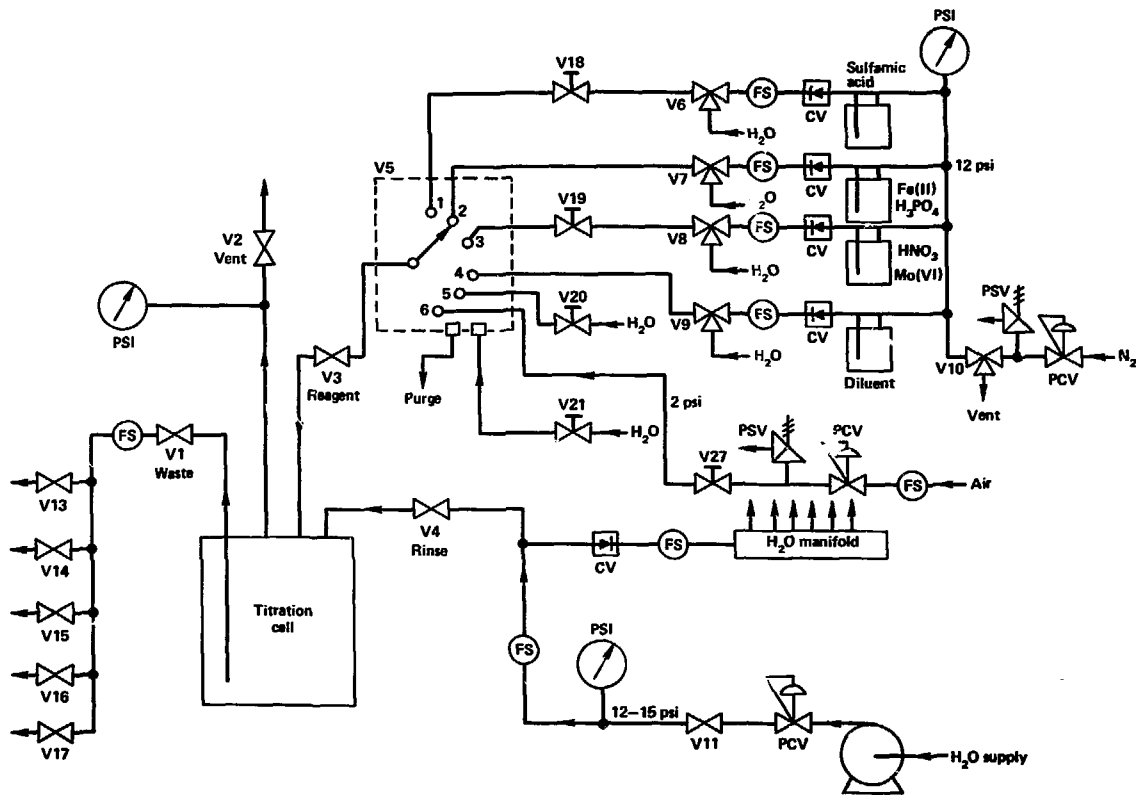 PSI
V18
Sulfamic
acid
FS
V6
CV
H₂O
V5
12 psi
1
2
V7
FS
CV
Fe(II)
H₃PO₄
₂O
V19
3
V8
FS
CV
HNO₃
Mo(VI)
H₂O
V2
Vent
4
5
6
V20
H₂O
V9
FS
CV
H₂O
Diluent
PSV
N₂
V10
PCV
Vent
PSI
V3
Reagent
Purge
2 psi
V21
H₂O
PSV
PCV
V27
FS
Air
FS
V1
Waste
V13
V4
Rinse
H₂O manifold
CV
FS
V14
Titration
cell
V15
FS
PSI
V16
12–15 psi
V11
PCV
V17
H₂O supply